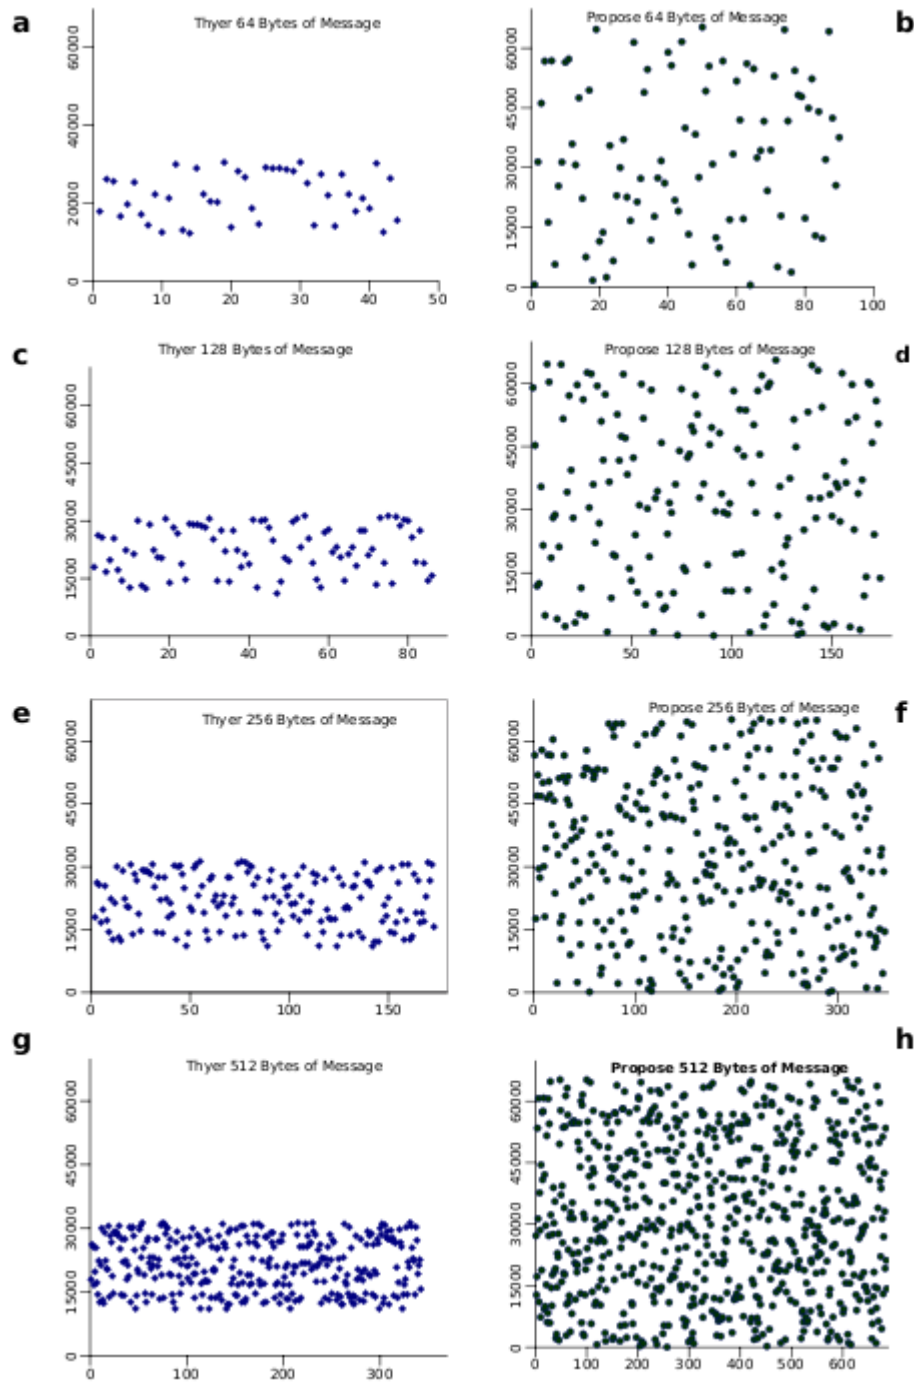 a
Thyer 64 Bytes of Message
60000
40000
20000
0
0 10 20 30 40 50
b
Propose 64 Bytes of Message
60000
45000
30000
15000
0
0 20 40 60 80 100
c
Thyer 128 Bytes of Message
60000
45000
30000
15000
0
0 20 40 60 80
d
Propose 128 Bytes of Message
60000
45000
30000
15000
0
0 50 100 150
e
Thyer 256 Bytes of Message
60000
45000
30000
15000
0
0 50 100 150
f
Propose 256 Bytes of Message
60000
45000
30000
15000
0
0 100 200 300
g
Thyer 512 Bytes of Message
60000
45000
30000
15000
0
0 100 200 300
h
Propose 512 Bytes of Message
60000
45000
30000
15000
0
0 100 200 300 400 500 600